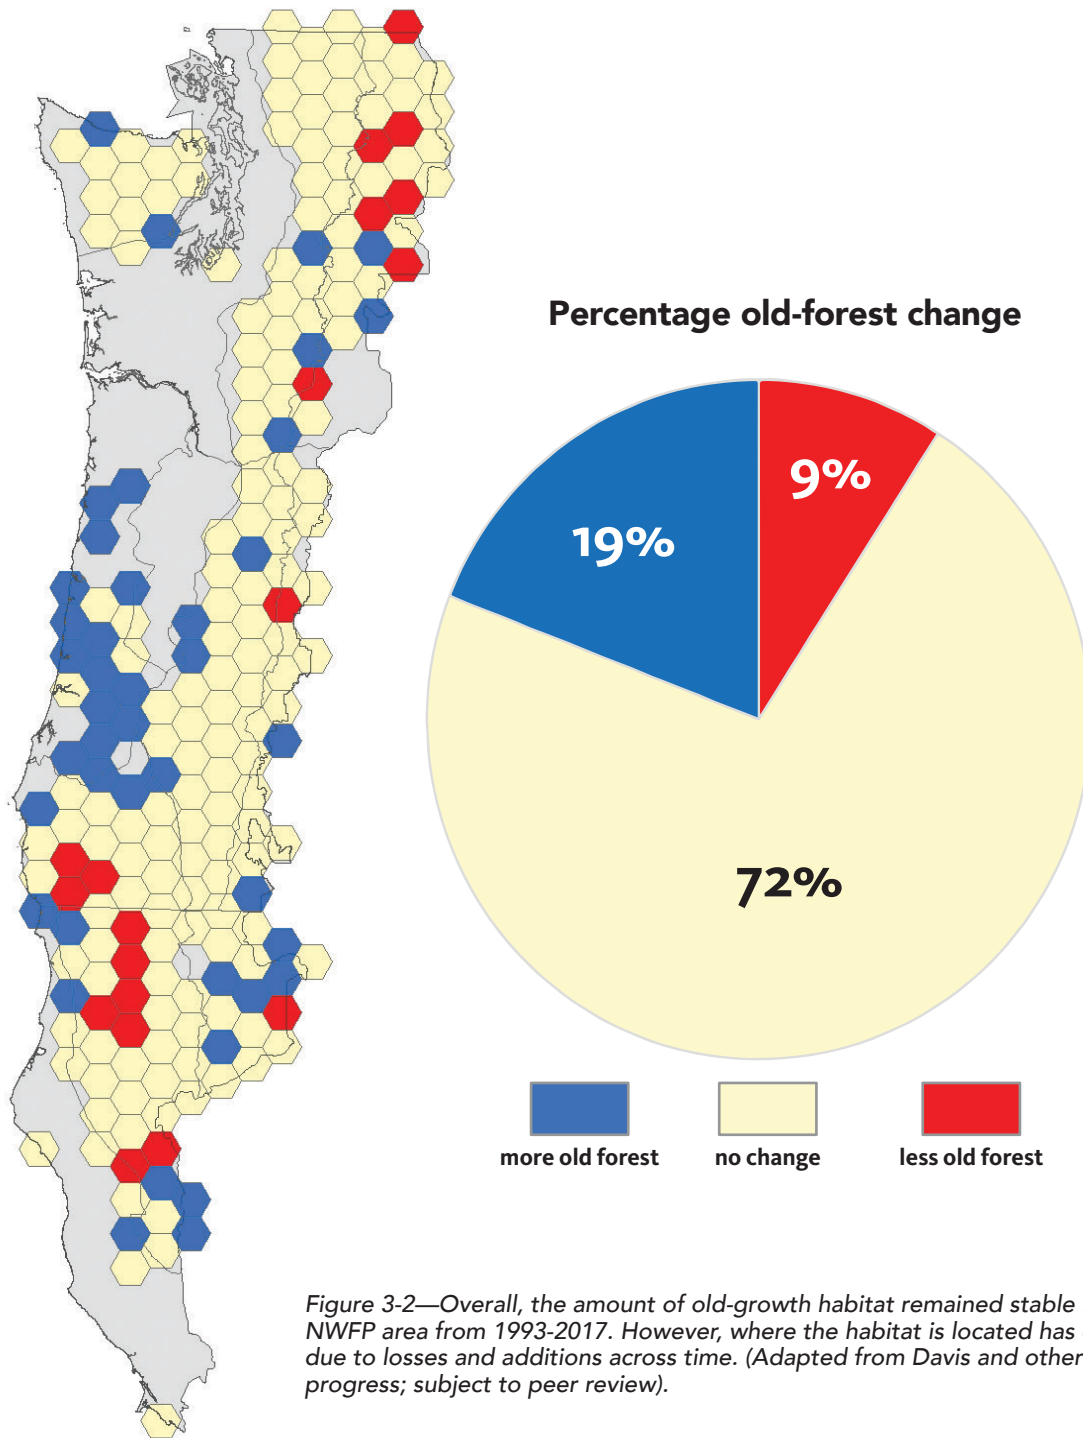 Percentage old-forest change
9%
19%
72%
more old forest
no change
less old forest
Figure 3-2—Overall, the amount of old-growth habitat remained stable
NWFP area from 1993-2017. However, where the habitat is located has
due to losses and additions across time. (Adapted from Davis and other
progress; subject to peer review).